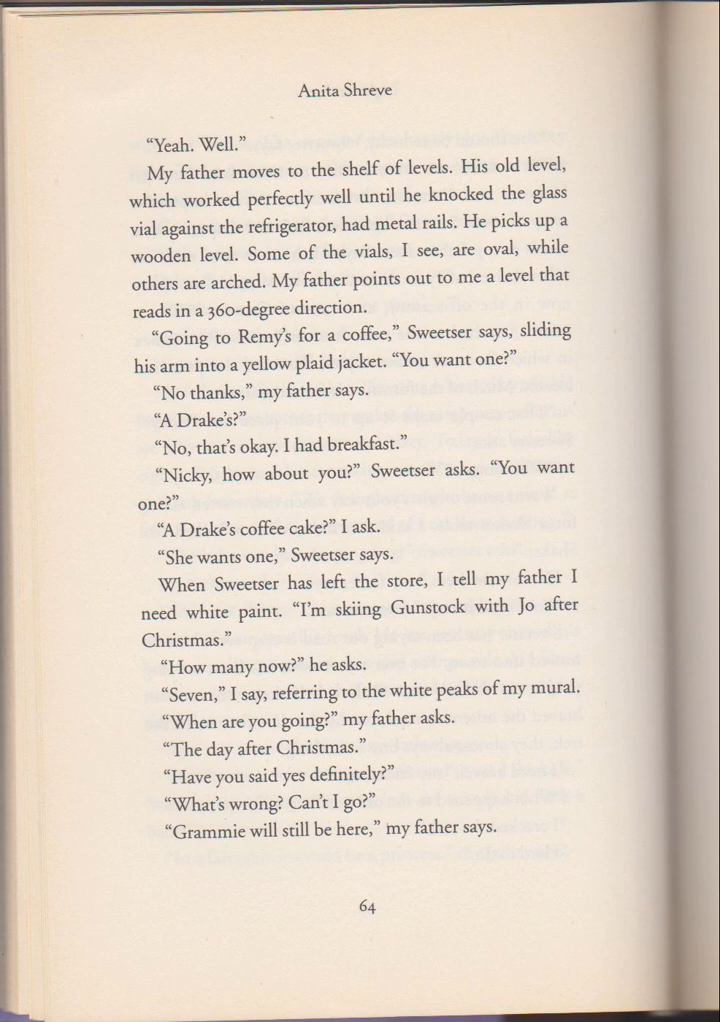 Anita Shreve
“Yeah. Well.”
My father moves to the shelf of levels. His old level,
which worked perfectly well until he knocked the glass
vial against the refrigerator, had metal rails. He picks up a
wooden level. Some of the vials, I see, are oval, while
others are arched. My father points out to me a level that
reads in a 360-degree direction.
“Going to Remy’s for a coffee,” Sweetser says, sliding
his arm into a yellow plaid jacket. “You want one?”
“No thanks,” my father says.
“A Drake’s?”
“No, that’s okay. I had breakfast.”
“Nicky, how about you?” Sweetser asks. “You want
one?”
“A Drake’s coffee cake?” I ask.
“She wants one,” Sweetser says.
When Sweetser has left the store, I tell my father I
need white paint. “I’m skiing Gunstock with Jo after
Christmas.”
“How many now?” he asks.
“Seven,” I say, referring to the white peaks of my mural.
“When are you going?” my father asks.
“The day after Christmas.”
“Have you said yes definitely?”
“What’s wrong? Can’t I go?”
“Grammie will still be here,” my father says.
64